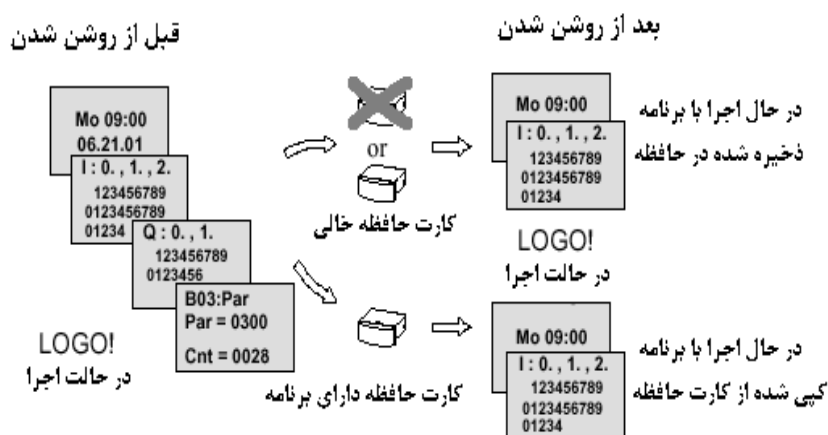 قبل از روشن شدن
بعد از روشن شدن
Mo 09:00
06.21.01
I : 0. , 1. , 2.
123456789
0123456789
01234
Q : 0. , 1.
123456789
0123456
B03:Par
Par = 0300
Cnt = 0028
LOGO!
در حالت اجرا
or
کارت حافظه خالی
کارت حافظه دارای برنامه
Mo 09:00
I : 0. , 1. , 2.
123456789
0123456789
01234
در حال اجرا با برنامه
ذخیره شده در حافظه
LOGO!
در حالت اجرا
Mo 09:00
I : 0. , 1. , 2.
123456789
0123456789
01234
در حال اجرا با برنامه
کپی شده از کارت حافظه